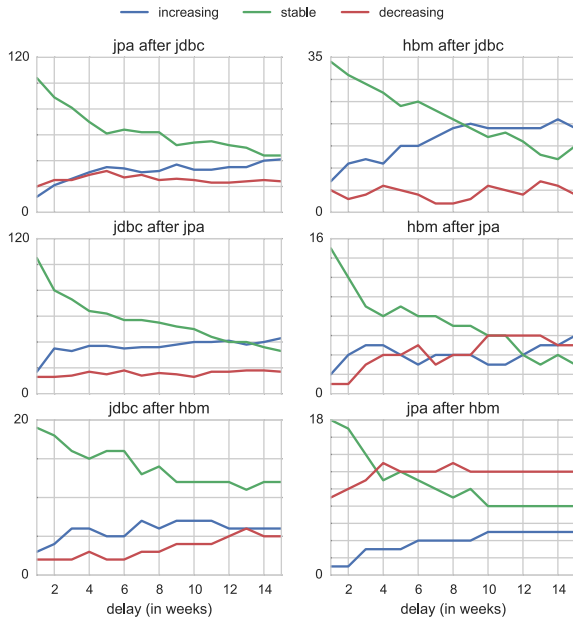 increasing stable decreasing
jpa after jdbc
120
0
hbm after jdbc
35
0
jdbc after jpa
120
0
hbm after jpa
16
0
jdbc after hbm
20
0
jpa after hbm
18
0
2 4 6 8 10 12 14
delay (in weeks)
2 4 6 8 10 12 14
delay (in weeks)